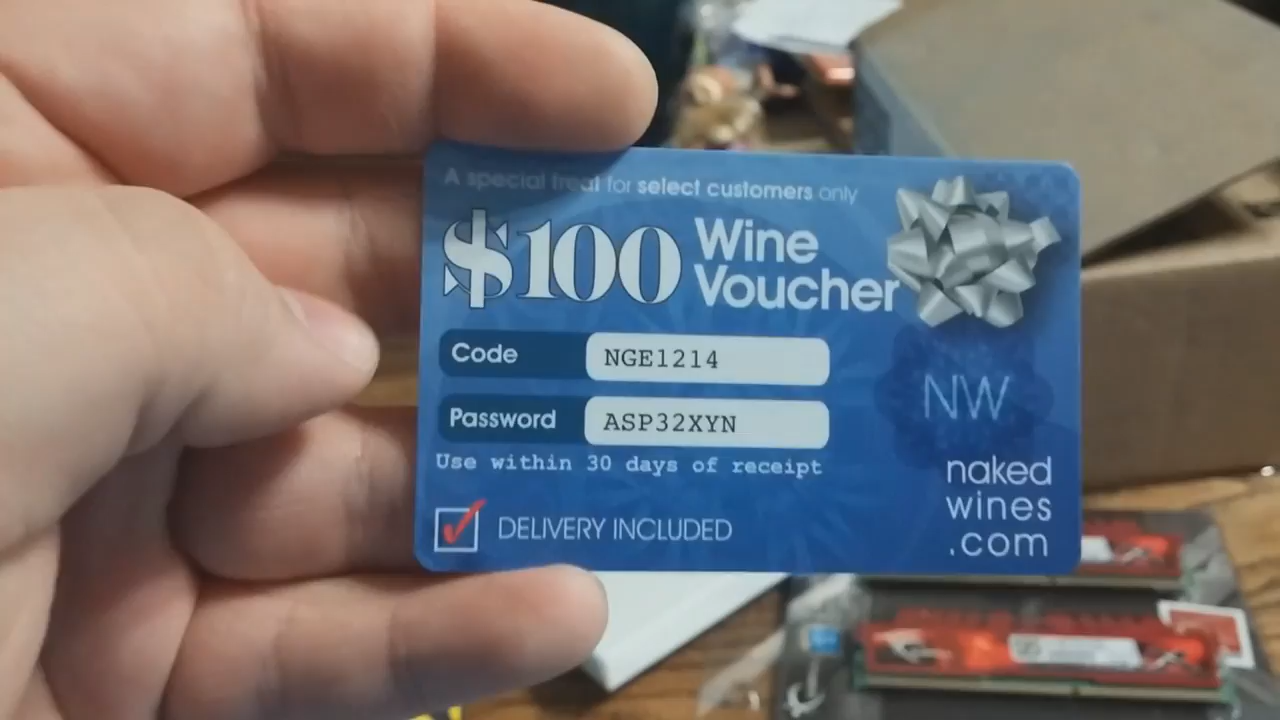 A special treat for select customers only
$100 Wine
Voucher
Code NGE1214
Password ASP32XYN
Use within 30 days of receipt
DELIVERY INCLUDED
NW
naked
wines
.com